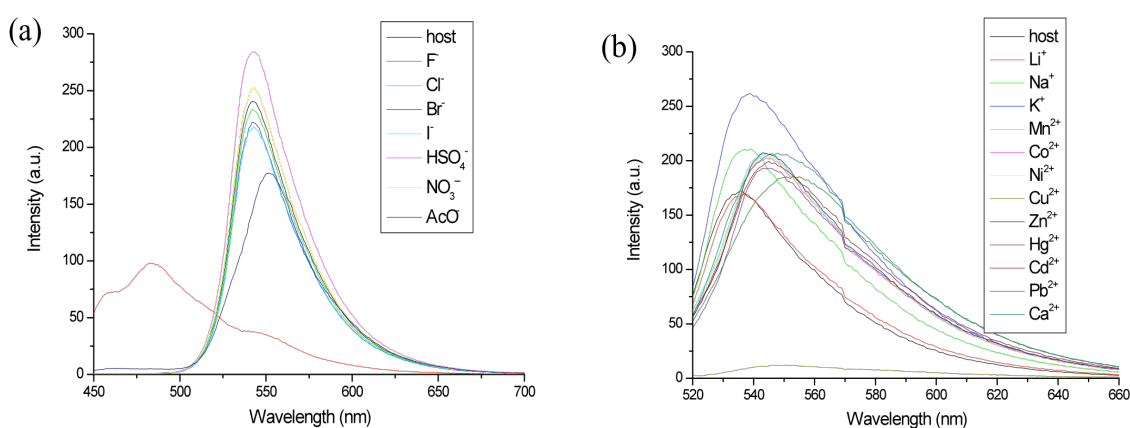 (a)
300
250
200
150
100
50
0
450
500
550
600
650
700
Intensity (a.u.)
Wavelength (nm)
host
F⁻
Cl⁻
Br⁻
I⁻
HSO₄⁻
NO₃⁻
AcO⁻
(b)
300
250
200
150
100
50
0
520
540
560
580
600
620
640
660
Intensity (a.u.)
Wavelength (nm)
host
Li⁺
Na⁺
K⁺
Mn²⁺
Co²⁺
Ni²⁺
Cu²⁺
Zn²⁺
Hg²⁺
Cd²⁺
Pb²⁺
Ca²⁺